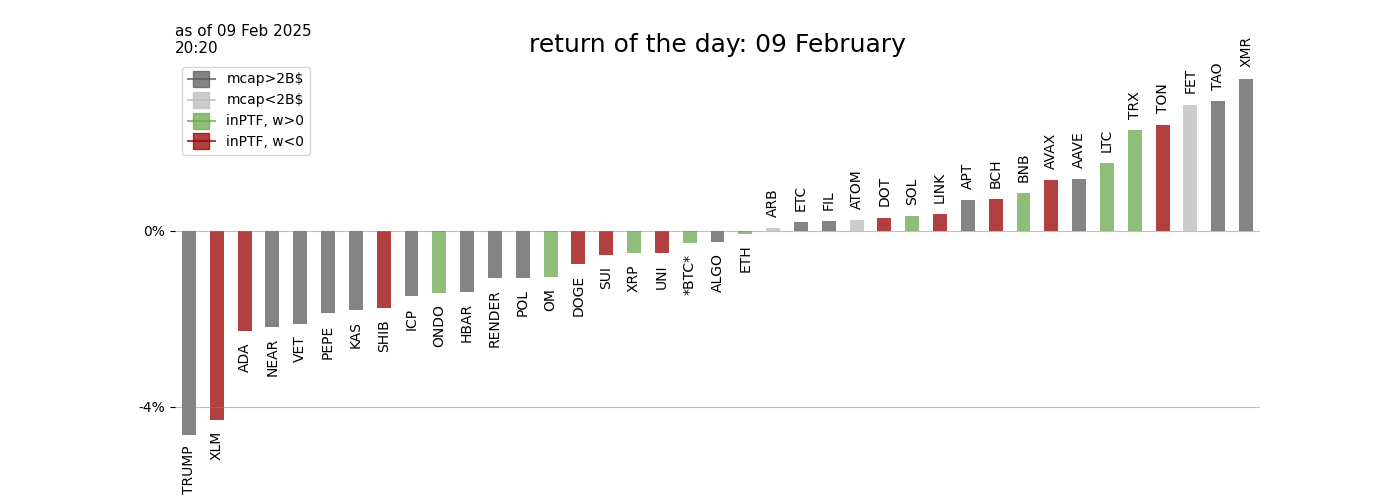 as of 09 Feb 2025
20:20
return of the day: 09 February
mcap>2B$
mcap<2B$
inPTF, w>0
inPTF, w<0
0%
-4%
TRUMP
XLM
ADA
NEAR
VET
PEPE
KAS
SHIB
ICP
ONDO
HBAR
RENDER
POL
OM
DOGE
SUI
XRP
UNI
*BTC*
ALGO
ETH
ARB
ETC
FIL
ATOM
DOT
SOL
LINK
APT
BCH
BNB
AVAX
AAVE
LTC
TRX
TON
FET
TAO
XMR